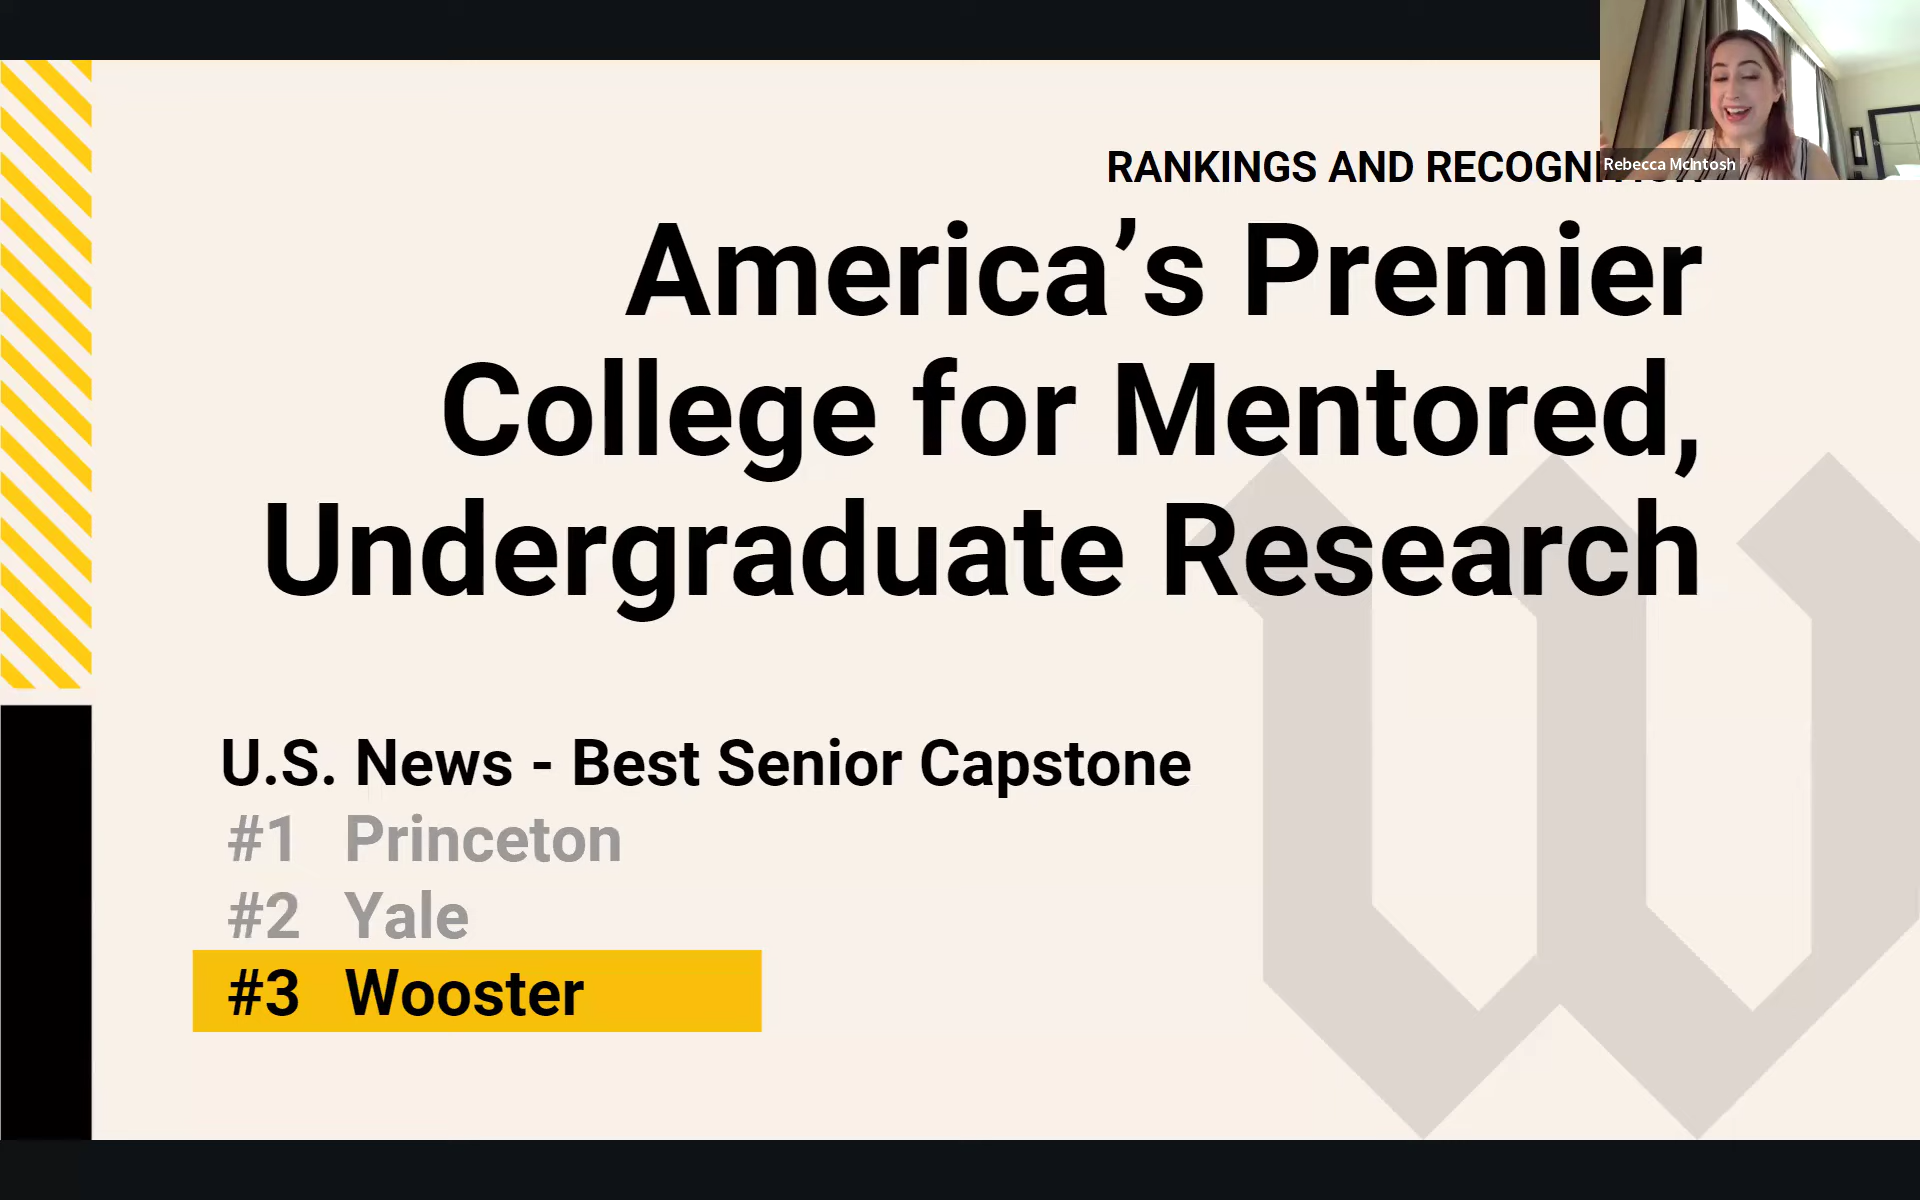 RANKINGS AND RECOGNITION
America’s Premier
College for Mentored,
Undergraduate Research
U.S. News - Best Senior Capstone
#1 Princeton
#2 Yale
#3 Wooster
Rebecca McIntosh